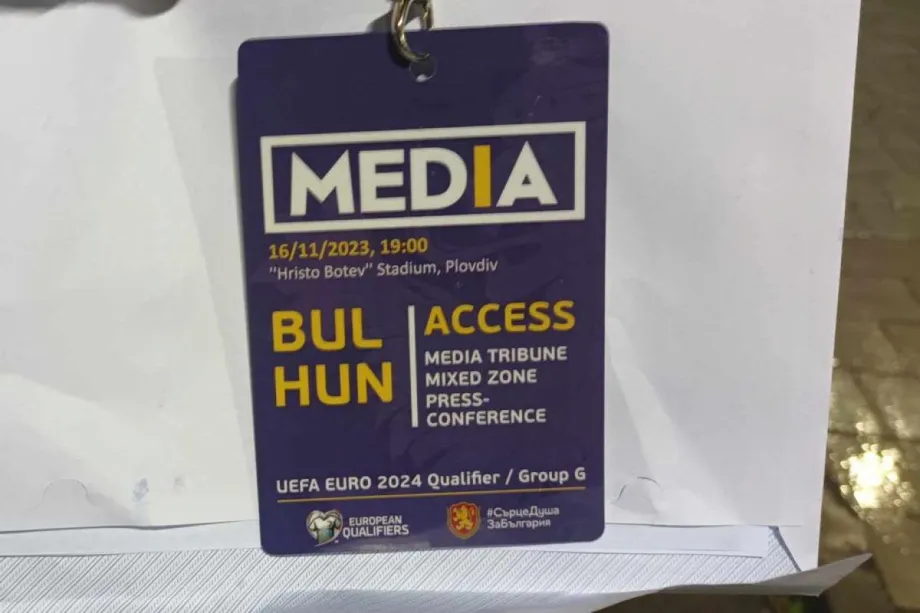 MEDIA
16/11/2023, 19:00
"Hristo Botev" Stadium, Plovdiv
BUL
HUN
ACCESS
MEDIA TRIBUNE
MIXED ZONE
PRESS-
CONFERENCE
UEFA EURO 2024 Qualifier / Group G
EUROPEAN
QUALIFIERS
#СърцеДуша
ЗаБългария